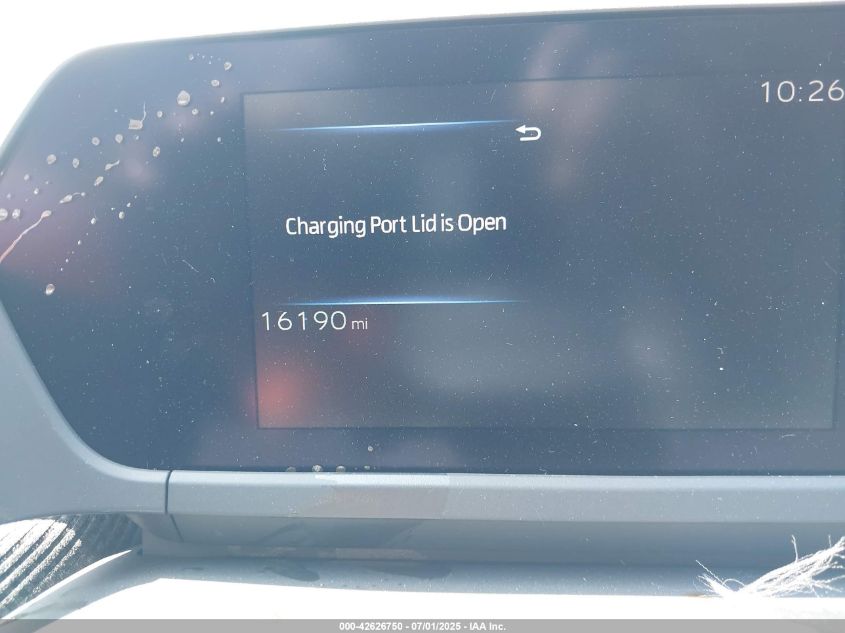 10:26
Charging Port Lid is Open
16190 mi
000-42626750 - 07/01/2025 - IAA Inc.